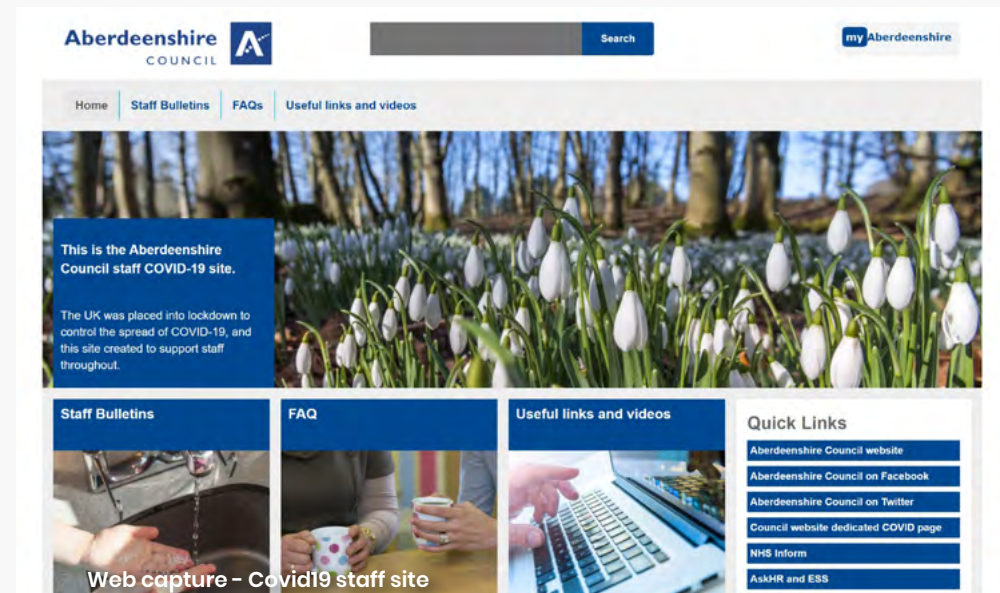 Aberdeenshire
COUNCIL
Search
my Aberdeenshire
Home
Staff Bulletins
FAQs
Useful links and videos
This is the Aberdeenshire
Council staff COVID-19 site.
The UK was placed into lockdown to
control the spread of COVID-19, and
this site created to support staff
throughout.
Staff Bulletins
FAQ
Useful links and videos
Quick Links
Aberdeenshire Council website
Aberdeenshire Council on Facebook
Aberdeenshire Council on Twitter
Council website dedicated COVID page
NHS Inform
AskHR and ESS
Web capture - Covid19 staff site